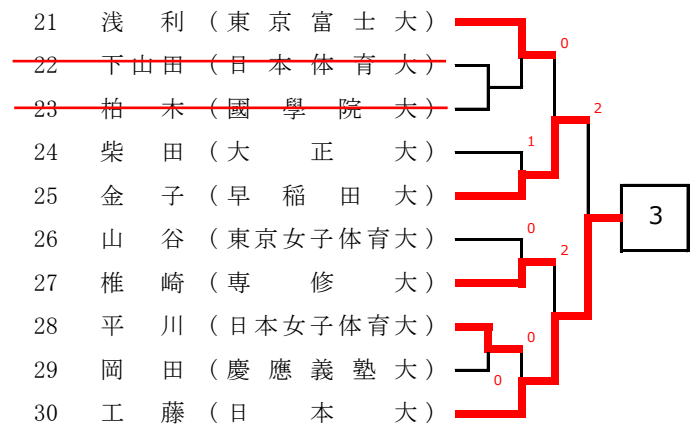 21 浅利(東京富士大)
0
22 下山田(日本体育大)
23 柏木(國學院大)
2
24 柴田(大正大)
1
25 金子(早稲田大)
3
26 山谷(東京女子体育大)
0
2
27 椎崎(専修大)
28 平川(日本女子体育大)
0
29 岡田(慶應義塾大)
0
30 工藤(日本大)